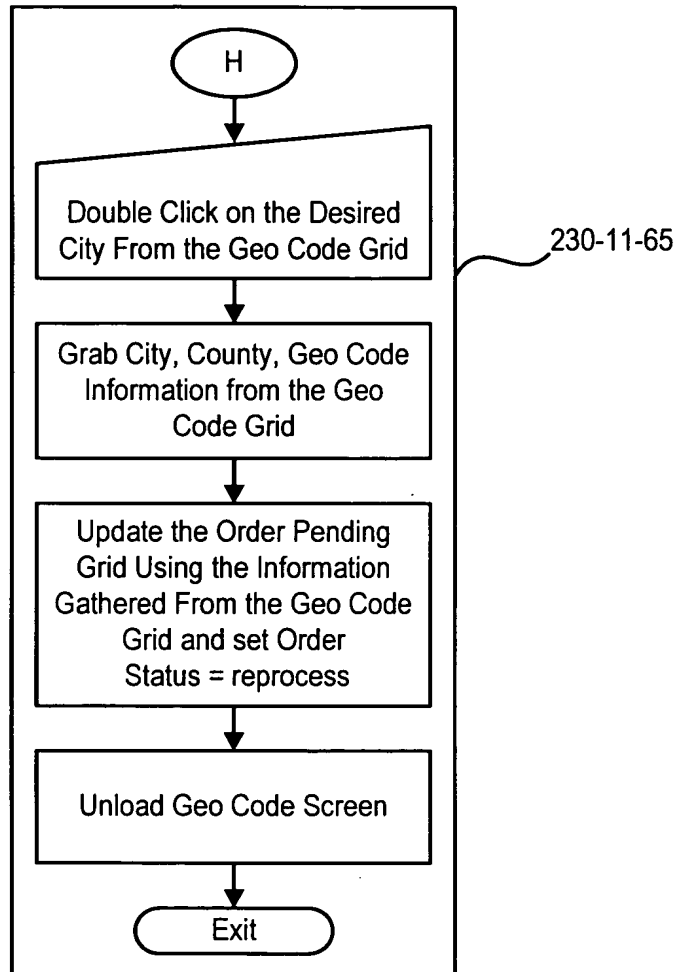 H
Double Click on the Desired
City From the Geo Code Grid
230-11-65
Grab City, County, Geo Code
Information from the Geo
Code Grid
Update the Order Pending
Grid Using the Information
Gathered From the Geo Code
Grid and set Order
Status = reprocess
Unload Geo Code Screen
Exit